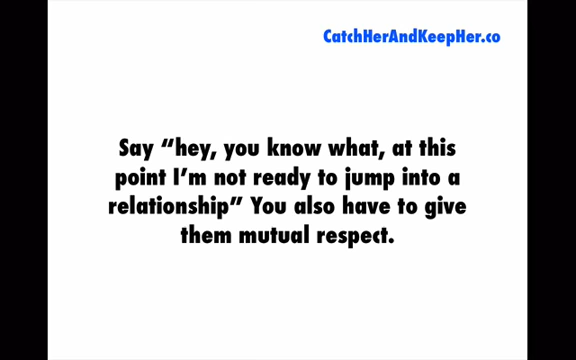 CatchHerAndKeepHer.co
Say “hey, you know what, at this
point I’m not ready to jump into a
relationship” You also have to give
them mutual respect.